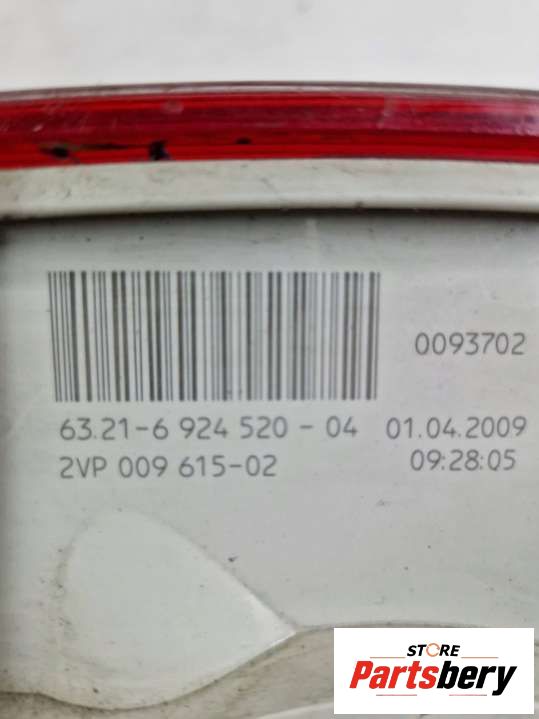 0093702
63.21-6 924 520 - 04 01.04.2009
2VP 009 615-02 09:28:05
STORE
Partsbery